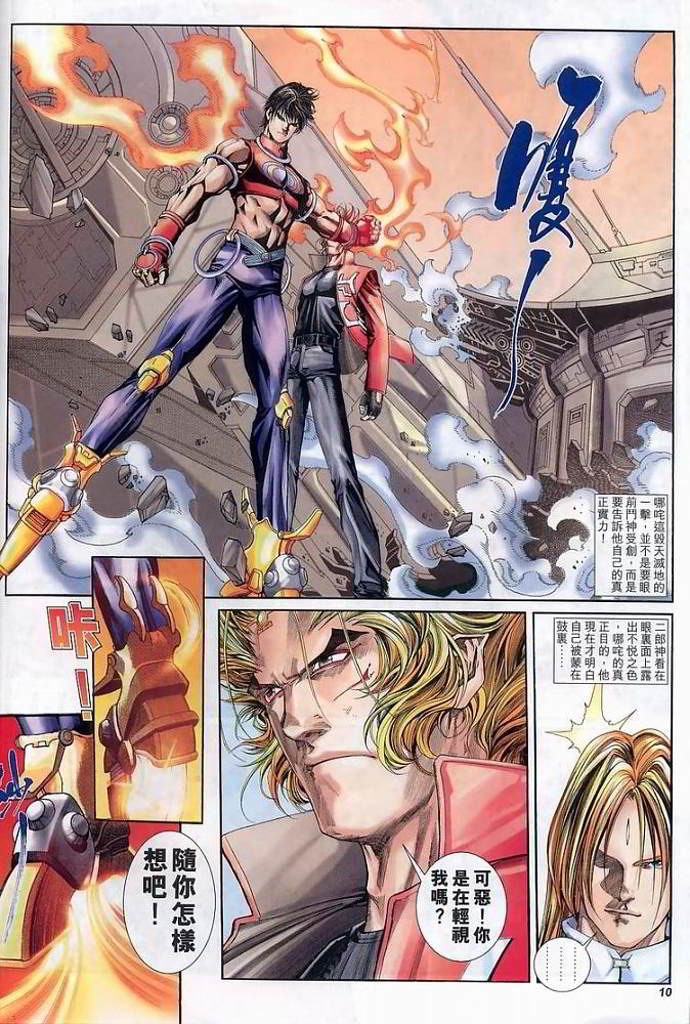 嗄
哪咤這毀天滅地的
一擊，並不是要眼
前鬥神受創，而是
要告訴他自己的真
正實力！
二郎神看在
眼裏面上露
出不悦之色
，哪咤的真
正目的，他
現在才明白
自己被蒙在
鼓裏……
可惡！你
是在輕視
我嗎？
咔！
隨你怎樣
想吧！
10